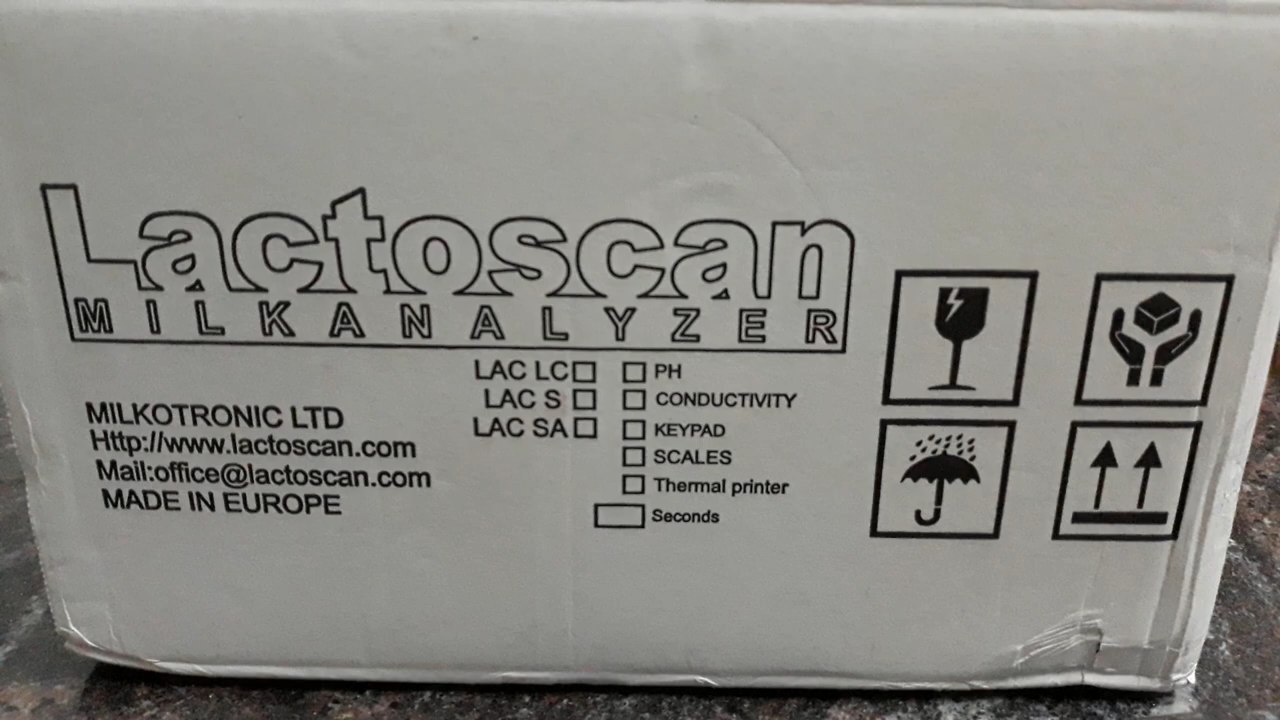 Lactoscan
MILKANALYZER
LAC LC
LAC S
LAC SA
PH
CONDUCTIVITY
KEYPAD
SCALES
Thermal printer
Seconds
MILKOTRONIC LTD
Http://www.lactoscan.com
Mail:office@lactoscan.com
MADE IN EUROPE